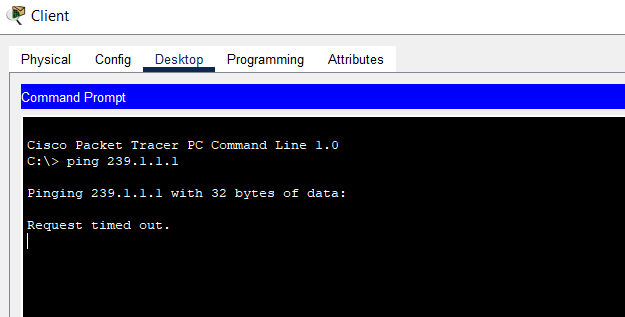 Client
Physical Config Desktop Programming Attributes
Command Prompt
Cisco Packet Tracer PC Command Line 1.0
C:\> ping 239.1.1.1
Pinging 239.1.1.1 with 32 bytes of data:
Request timed out.